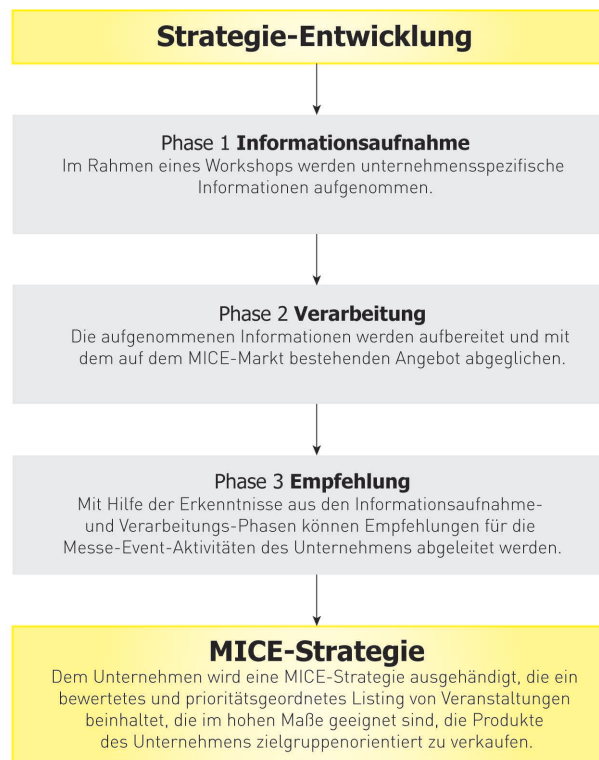 Strategie-Entwicklung
Phase 1 Informationsaufnahme
Im Rahmen eines Workshops werden unternehmensspezifische
Informationen aufgenommen.
Phase 2 Verarbeitung
Die aufgenommenen Informationen werden aufbereitet und mit
dem auf dem MICE-Markt bestehenden Angebot abgeglichen.
Phase 3 Empfehlung
Mit Hilfe der Erkenntnisse aus den Informationsaufnahme-
und Verarbeitungs-Phasen können Empfehlungen für die
Messe-Event-Aktivitäten des Unternehmens abgeleitet werden.
MICE-Strategie
Dem Unternehmen wird eine MICE-Strategie ausgehändigt, die ein
bewertetes und prioritätsgeordnetes Listing von Veranstaltungen
beinhaltet, die im hohen Maße geeignet sind, die Produkte
des Unternehmens zielgruppenorientiert zu verkaufen.